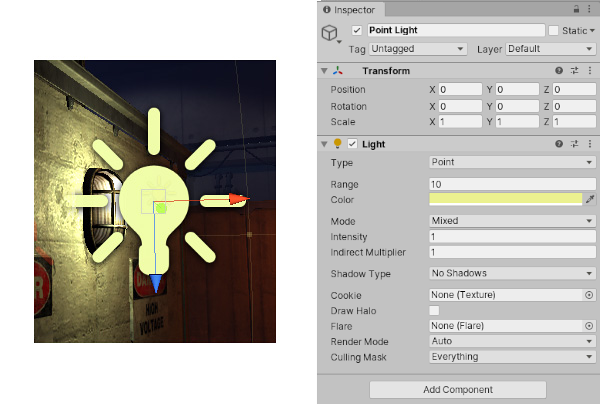 Inspector
Point Light
Static
Tag Untagged Layer Default
Transform
Position X 0 Y 0 Z 0
Rotation X 0 Y 0 Z 0
Scale X 1 Y 1 Z 1
Light
Type Point
Range 10
Color
Mode Mixed
Intensity 1
Indirect Multiplier 1
Shadow Type No Shadows
Cookie None (Texture)
Draw Halo
Flare None (Flare)
Render Mode Auto
Culling Mask Everything
Add Component
HIGH
VOLTAGE